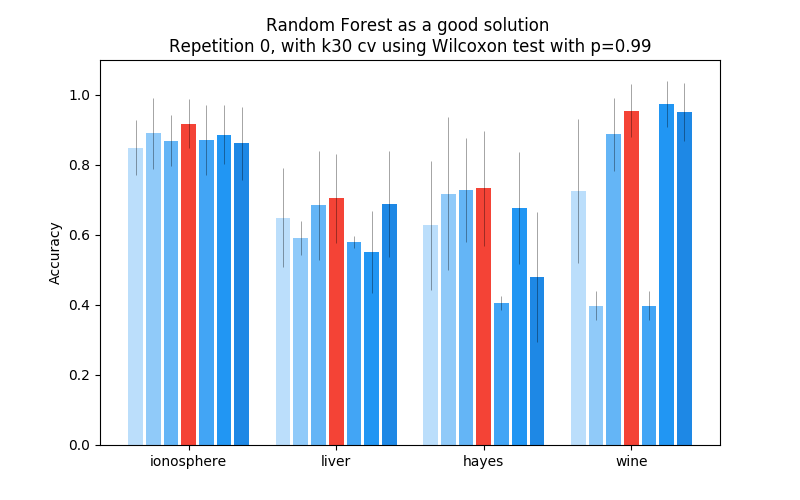 Random Forest as a good solution
Repetition 0, with k30 cv using Wilcoxon test with p=0.99
1.0
0.8
0.6
0.4
0.2
0.0
Accuracy
ionosphere
liver
hayes
wine